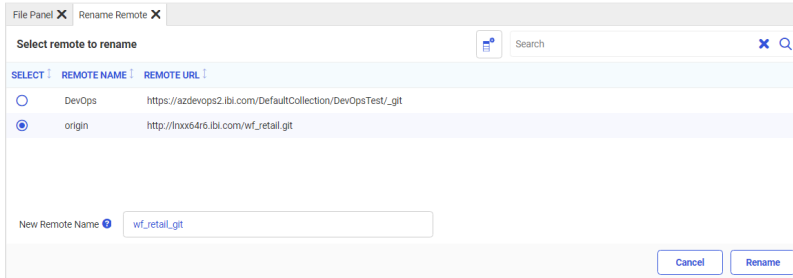 File Panel Rename Remote
Select remote to rename Search
SELECT REMOTE NAME REMOTE URL
DevOps https://azdevops2.ibi.com/DefaultCollection/DevOpsTest/_git
origin http://lnxx64r6.ibi.com/wf_retail.git
New Remote Name ? wf_retail_git
Cancel Rename